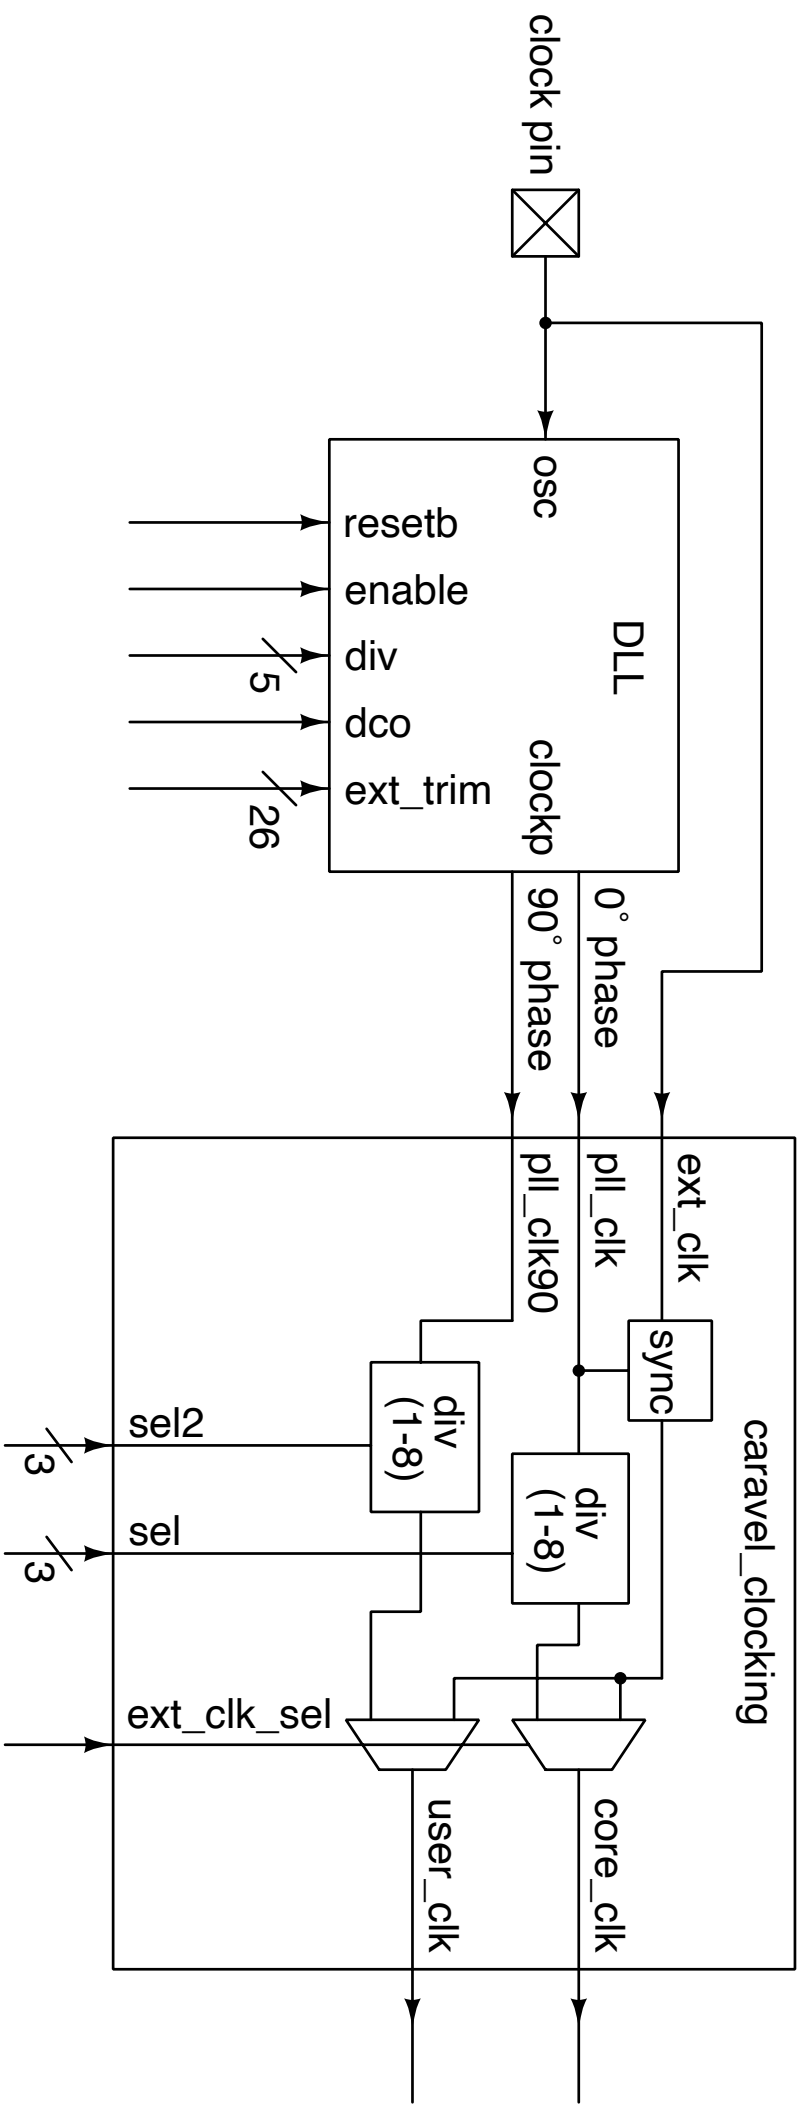 clock pin
osc
DLL
resetb
enable
div
5
dco
ext_trim
26
clockp
0° phase
90° phase
caravel_clocking
ext_clk
pll_clk
pll_clk90
sync
div
(1-8)
div
(1-8)
sel2
3
sel
3
ext_clk_sel
core_clk
user_clk